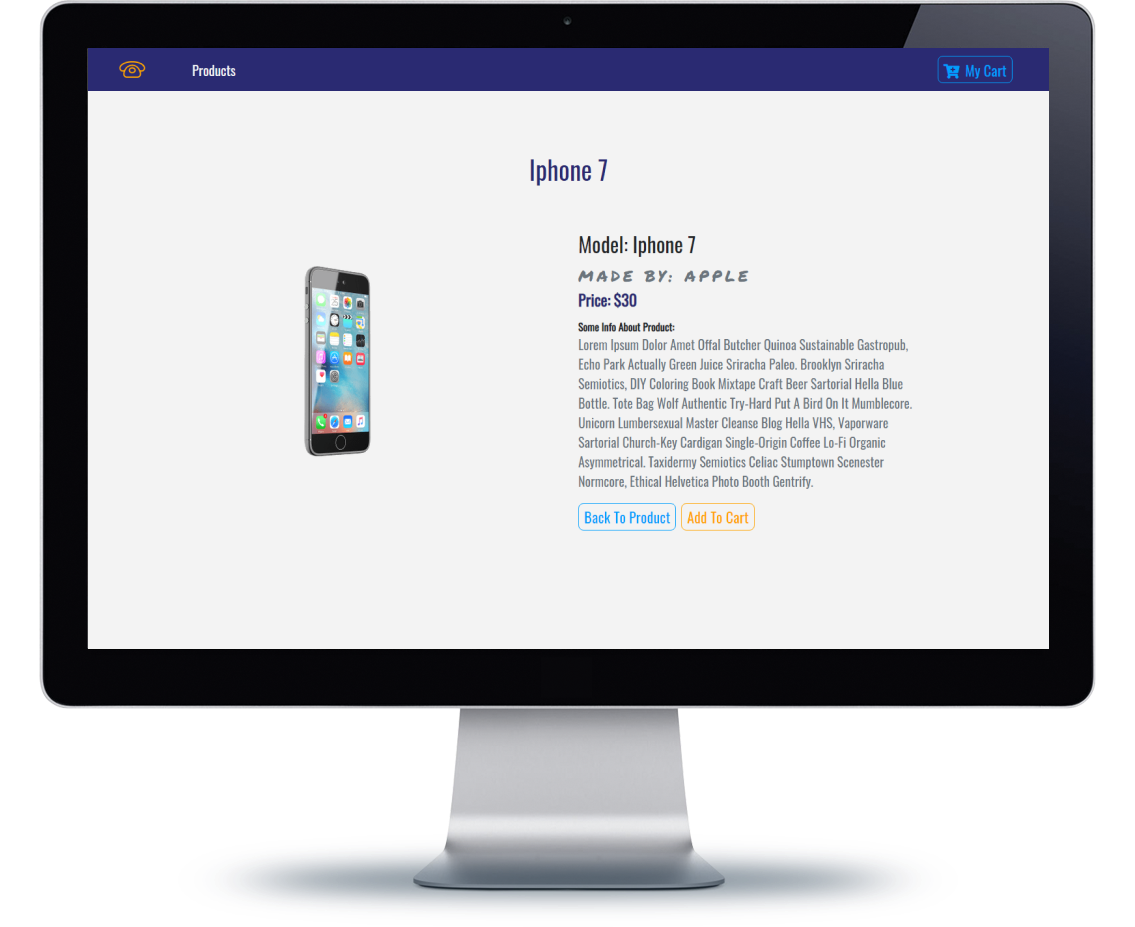 Products
My Cart
Iphone 7
Model: Iphone 7
MADE BY: APPLE
Price: $30
Some Info About Product:
Lorem Ipsum Dolor Amet Offal Butcher Quinoa Sustainable Gastropub,
Echo Park Actually Green Juice Sriracha Paleo. Brooklyn Sriracha
Semiotics, DIY Coloring Book Mixtape Craft Beer Sartorial Hella Blue
Bottle. Tote Bag Wolf Authentic Try-Hard Put A Bird On It Mumblecore.
Unicorn Lumbersexual Master Cleanse Blog Hella VHS, Vaporware
Sartorial Church-Key Cardigan Single-Origin Coffee Lo-Fi Organic
Asymmetrical. Taxidermy Semiotics Celiac Stumptown Scenester
Normcore, Ethical Helvetica Photo Booth Gentrify.
Back To Product
Add To Cart